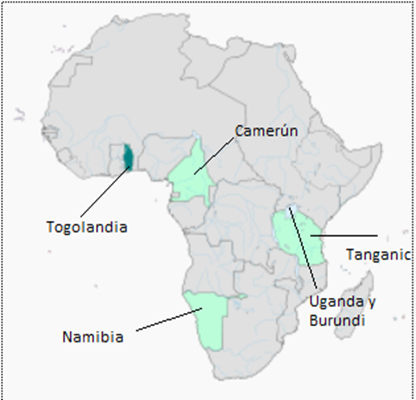 Camerún
Togolandia
Tanganic
Uganda y
Burundi
Namibia